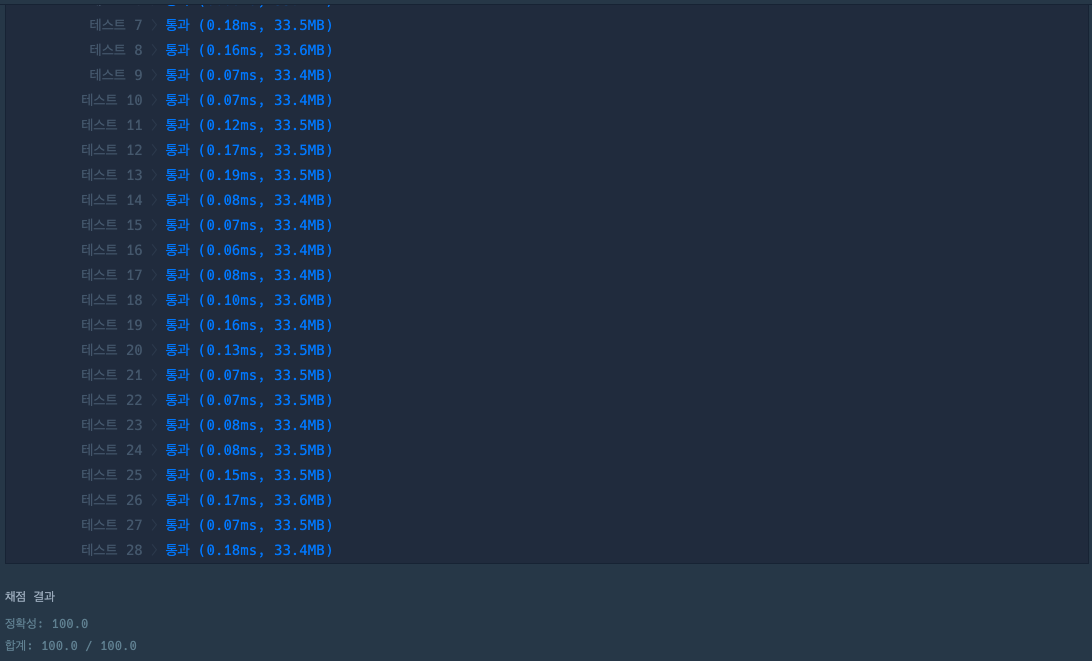 테스트 7 〉 통과 (0.18ms, 33.5MB)
테스트 8 〉 통과 (0.16ms, 33.6MB)
테스트 9 〉 통과 (0.07ms, 33.4MB)
테스트 10 〉 통과 (0.07ms, 33.4MB)
테스트 11 〉 통과 (0.12ms, 33.5MB)
테스트 12 〉 통과 (0.17ms, 33.5MB)
테스트 13 〉 통과 (0.19ms, 33.5MB)
테스트 14 〉 통과 (0.08ms, 33.4MB)
테스트 15 〉 통과 (0.07ms, 33.4MB)
테스트 16 〉 통과 (0.06ms, 33.4MB)
테스트 17 〉 통과 (0.08ms, 33.4MB)
테스트 18 〉 통과 (0.10ms, 33.6MB)
테스트 19 〉 통과 (0.16ms, 33.4MB)
테스트 20 〉 통과 (0.13ms, 33.5MB)
테스트 21 〉 통과 (0.07ms, 33.5MB)
테스트 22 〉 통과 (0.07ms, 33.5MB)
테스트 23 〉 통과 (0.08ms, 33.4MB)
테스트 24 〉 통과 (0.08ms, 33.5MB)
테스트 25 〉 통과 (0.15ms, 33.5MB)
테스트 26 〉 통과 (0.17ms, 33.6MB)
테스트 27 〉 통과 (0.07ms, 33.5MB)
테스트 28 〉 통과 (0.18ms, 33.4MB)
채점 결과
정확성: 100.0
합계: 100.0 / 100.0